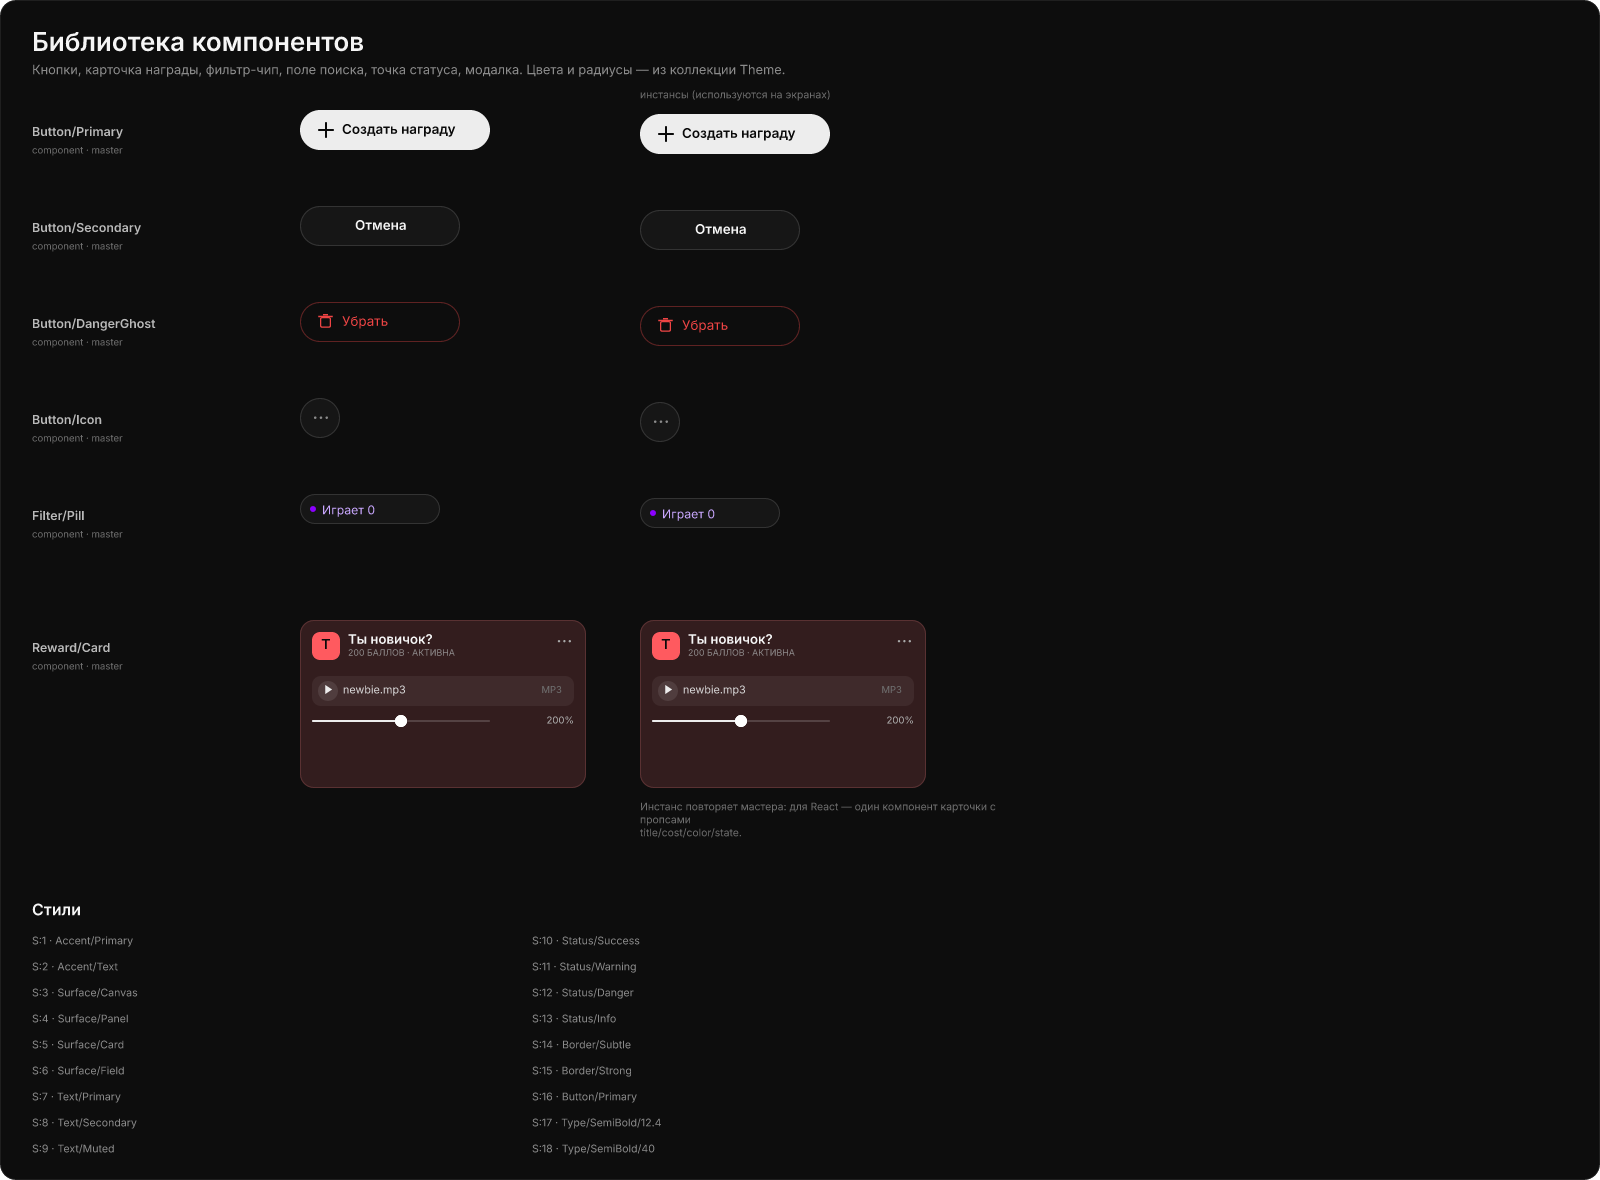 Библиотека компонентов
Кнопки, карточка награды, фильтр-чип, поле поиска, точка статуса, модалка. Цвета и радиусы — из коллекции Theme.
инстансы (используются на экранах)
Button/Primary
component · master
Создать награду
Создать награду
Button/Secondary
component · master
Отмена
Отмена
Button/DangerGhost
component · master
Убрать
Убрать
Button/Icon
component · master
Filter/Pill
component · master
Играет 0
Играет 0
Reward/Card
component · master
T
Ты новичок?
200 БАЛЛОВ · АКТИВНА
newbie.mp3
MP3
200%
T
Ты новичок?
200 БАЛЛОВ · АКТИВНА
newbie.mp3
MP3
200%
Инстанс повторяет мастера: для React — один компонент карточки с
пропсами
title/cost/color/state.
Стили
S:1 · Accent/Primary
S:2 · Accent/Text
S:3 · Surface/Canvas
S:4 · Surface/Panel
S:5 · Surface/Card
S:6 · Surface/Field
S:7 · Text/Primary
S:8 · Text/Secondary
S:9 · Text/Muted
S:10 · Status/Success
S:11 · Status/Warning
S:12 · Status/Danger
S:13 · Status/Info
S:14 · Border/Subtle
S:15 · Border/Strong
S:16 · Button/Primary
S:17 · Type/SemiBold/12.4
S:18 · Type/SemiBold/40